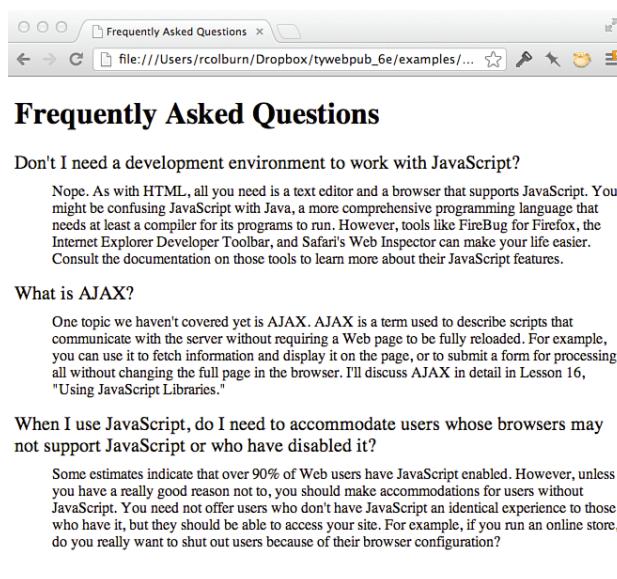 Frequently Asked Questions ×
file:///Users/rcolburn/Dropbox/tywebpub_6e/examples/...
Frequently Asked Questions
Don't I need a development environment to work with JavaScript?
Nope. As with HTML, all you need is a text editor and a browser that supports JavaScript. You
might be confusing JavaScript with Java, a more comprehensive programming language that
needs at least a compiler for its programs to run. However, tools like FireBug for Firefox, the
Internet Explorer Developer Toolbar, and Safari's Web Inspector can make your life easier.
Consult the documentation on those tools to learn more about their JavaScript features.
What is AJAX?
One topic we haven't covered yet is AJAX. AJAX is a term used to describe scripts that
communicate with the server without requiring a Web page to be fully reloaded. For example,
you can use it to fetch information and display it on the page, or to submit a form for processing
all without changing the full page in the browser. I'll discuss AJAX in detail in Lesson 16,
"Using JavaScript Libraries."
When I use JavaScript, do I need to accommodate users whose browsers may
not support JavaScript or who have disabled it?
Some estimates indicate that over 90% of Web users have JavaScript enabled. However, unless
you have a really good reason not to, you should make accommodations for users without
JavaScript. You need not offer users who don't have JavaScript an identical experience to those
who have it, but they should be able to access your site. For example, if you run an online store,
do you really want to shut out users because of their browser configuration?